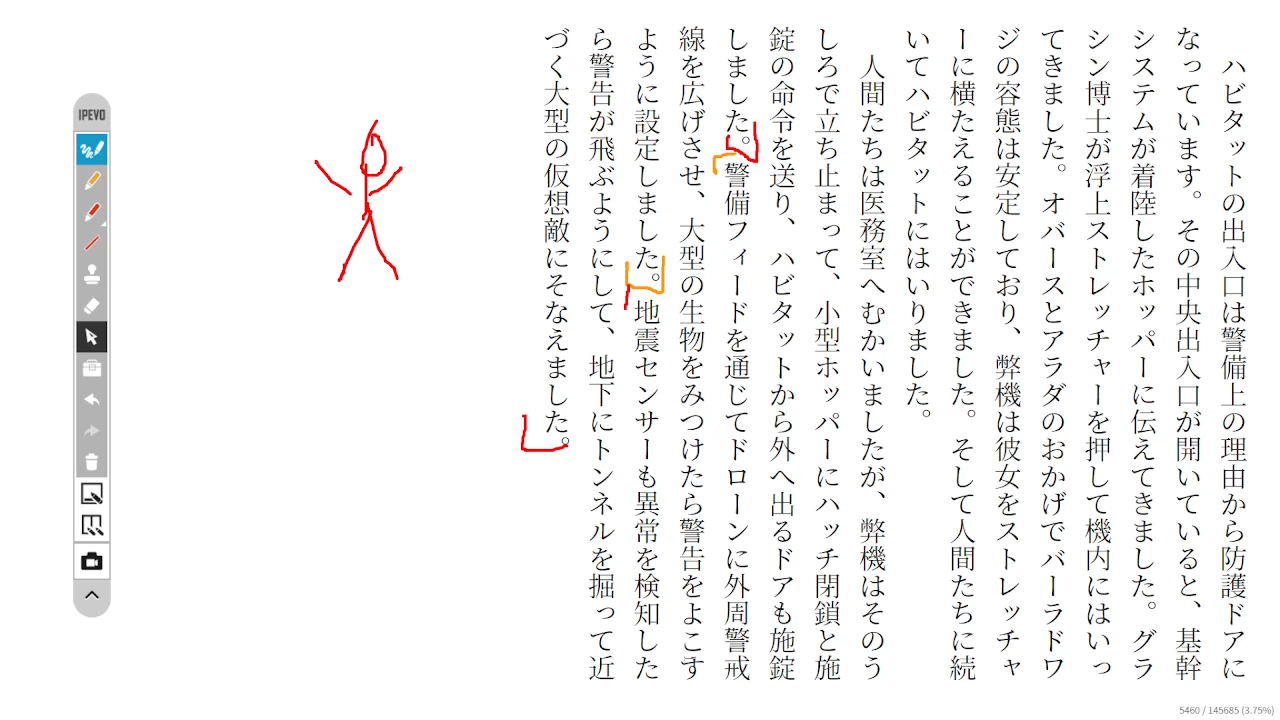 ハビタットの出入口は警備上の理由から防護ドアに
なっています。その中央出入口が開いていると、基幹
システムが着陸したホッパーに伝えてきました。グラ
シン博士が浮上ストレッチャーを押して機内にはいっ
てきました。オバースとアラダのおかげでバーラドワ
ジの容態は安定しており、弊機は彼女をストレッチャ
ーに横たえることができました。そして人間たちに続
いてハビタットにはいりました。
人間たちは医務室へむかいましたが、弊機はそのう
しろで立ち止まって、小型ホッパーにハッチ閉鎖と施
錠の命令を送り、ハビタットから外へ出るドアも施錠
しました。警備フィードを通じてドローンに外周警戒
線を広げさせ、大型の生物をみつけたら警告をよこす
ように設定しました。地震センサーも異常を検知した
ら警告が飛ぶようにして、地下にトンネルを掘って近
づく大型の仮想敵にそなえました。
IPEVO
5460 / 145685 (3.75%)